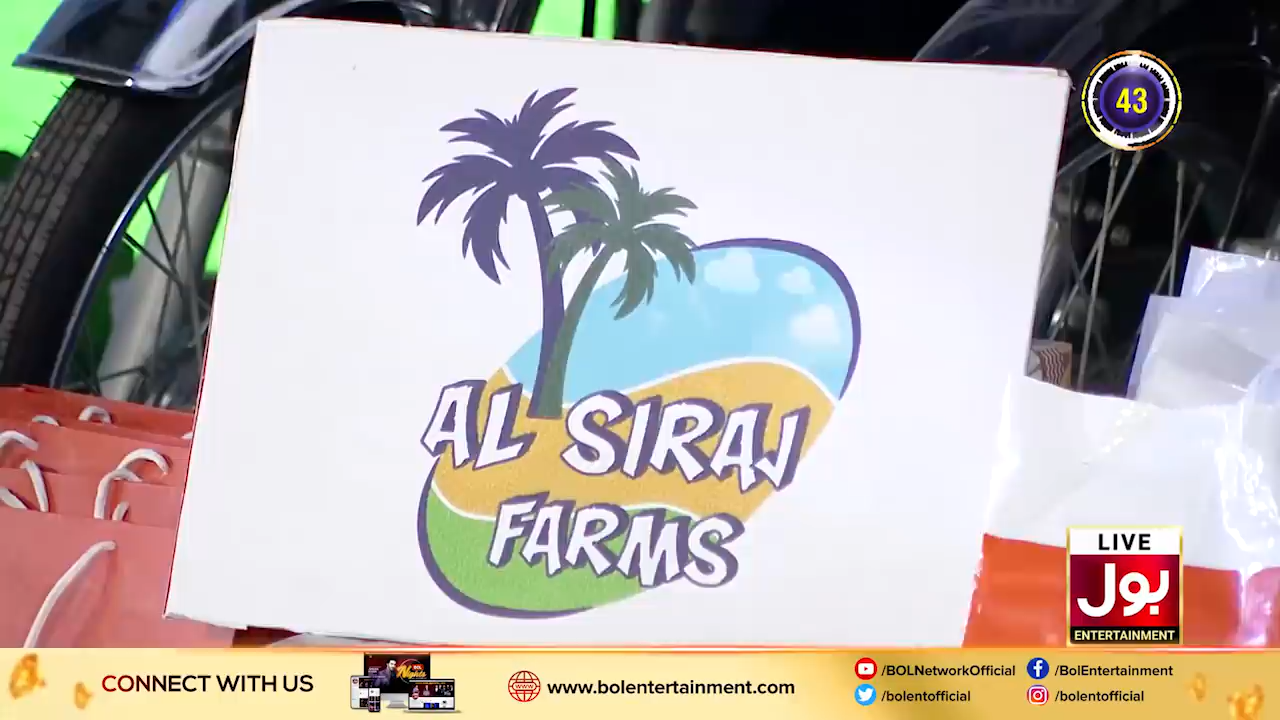 43
AL SIRAJ
FARMS
LIVE
بول
ENTERTAINMENT
CONNECT WITH US
www.bolentertainment.com
/BOLNetworkOfficial
/BolEntertainment
/bolentofficial
/bolentofficial